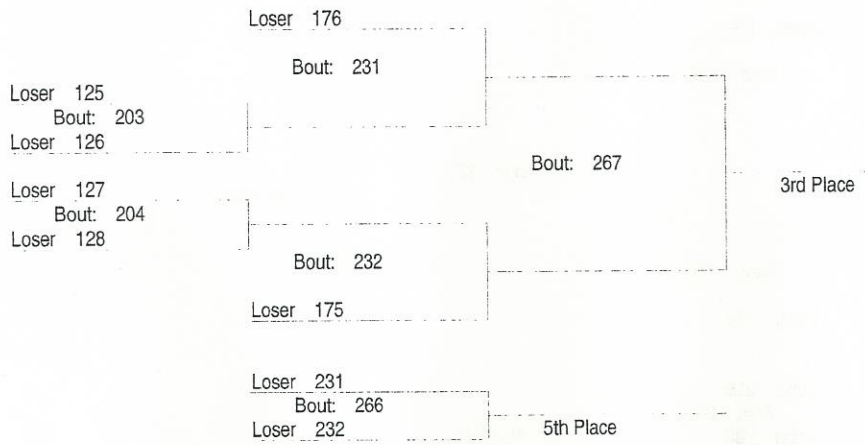 Loser 176
Bout: 231
Loser 125
Bout: 203
Loser 126
Bout: 267
Loser 127
3rd Place
Bout: 204
Loser 128
Bout: 232
Loser 175
Loser 231
Bout: 266
Loser 232
5th Place